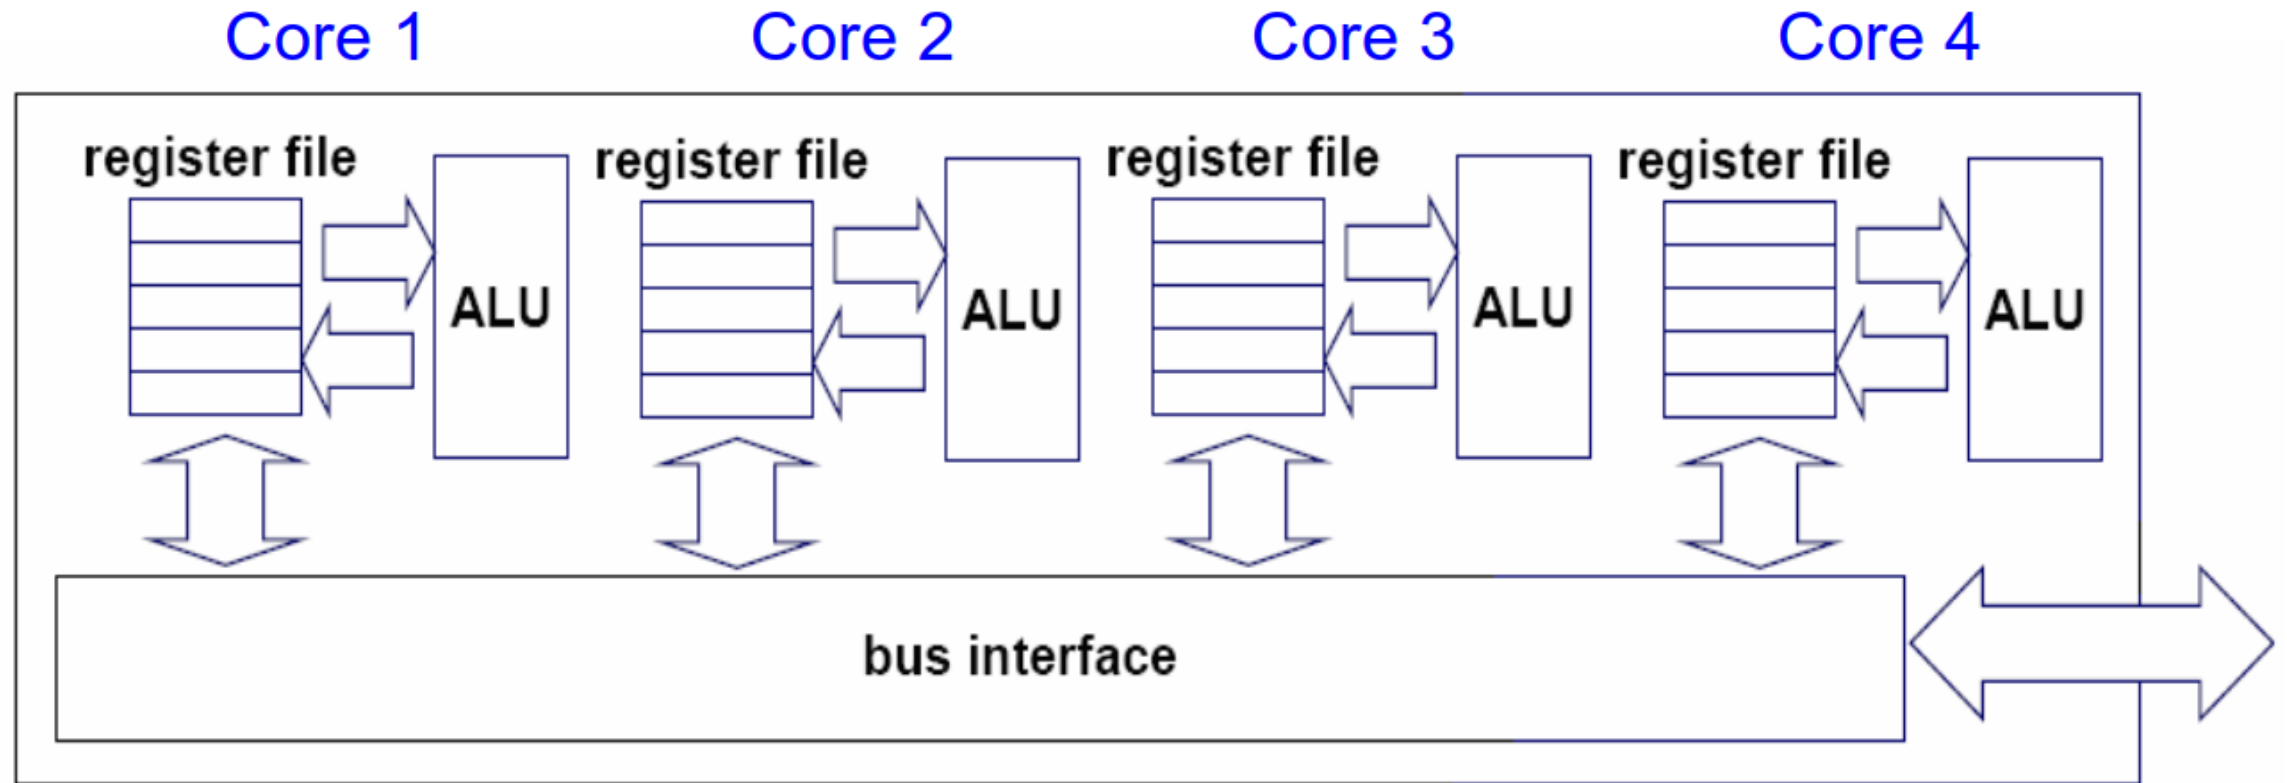 Core 1 Core 2 Core 3 Core 4
register file register file register file register file
ALU ALU ALU ALU
bus interface